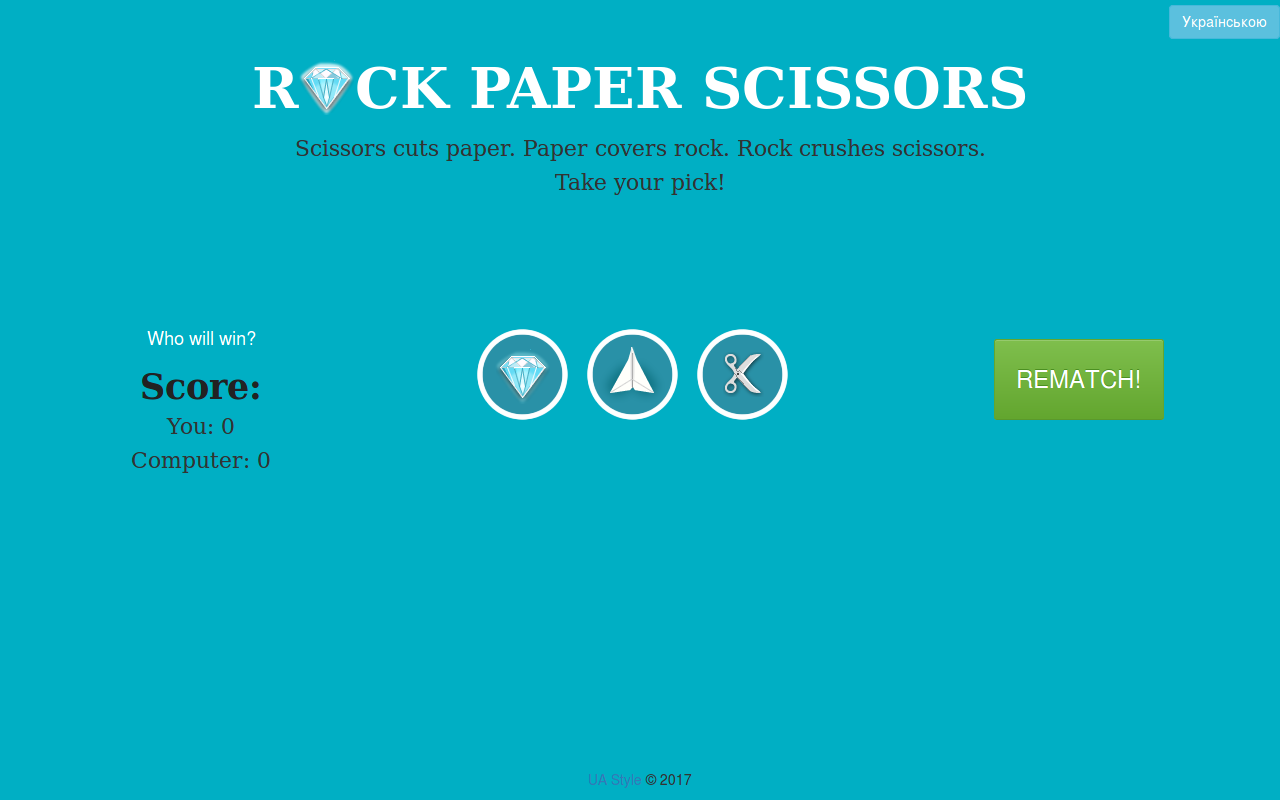 Українською
R CK PAPER SCISSORS
Scissors cuts paper. Paper covers rock. Rock crushes scissors.
Take your pick!
Who will win?
Score:
You: 0
Computer: 0
REMATCH!
UA Style © 2017